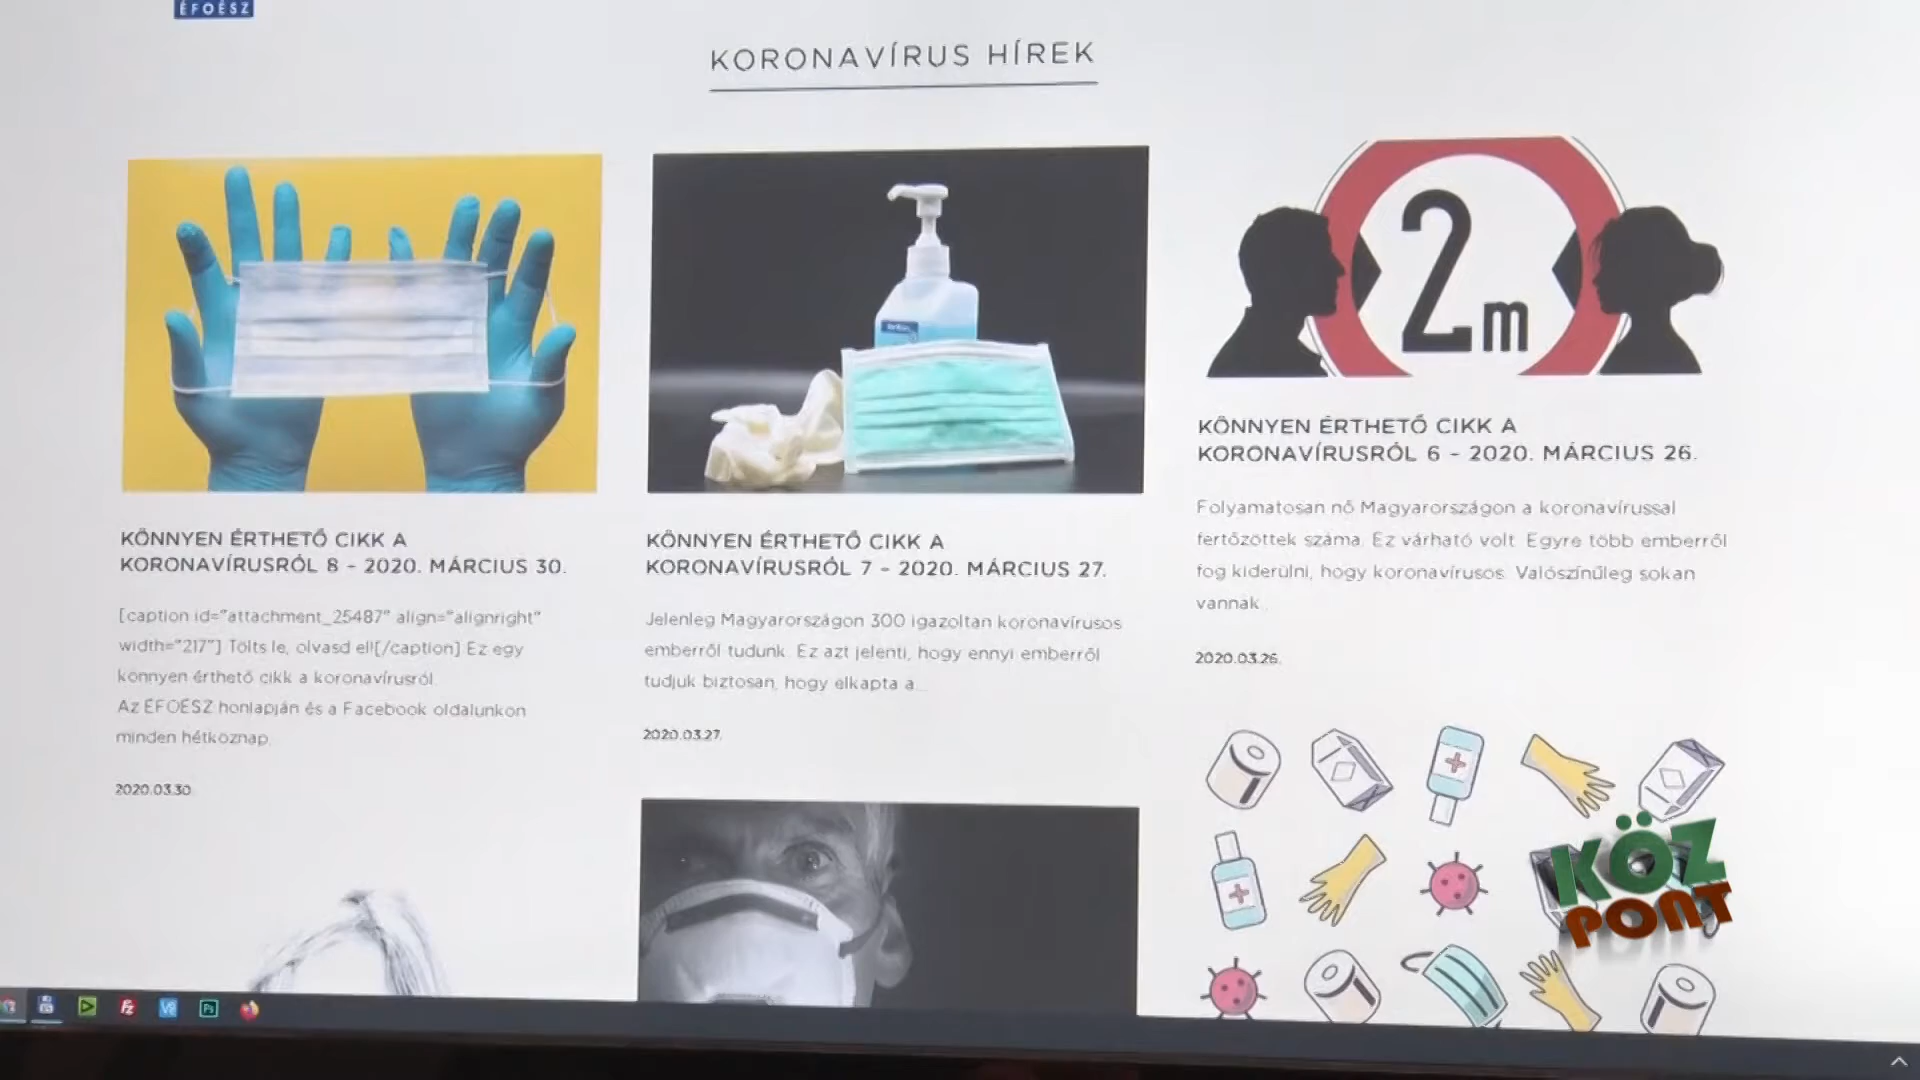 ÉFOÉSZ
KORONAVÍRUS HÍREK
KÖNNYEN ÉRTHETŐ CIKK A
KORONAVÍRUSRÓL 8 - 2020. MÁRCIUS 30.
[caption id="attachment_25487" align="alignright"
width="217"] Tölts le, olvasd el![/caption] Ez egy
könnyen érthető cikk a koronavírusról.
Az ÉFOÉSZ honlapján és a Facebook oldalunkon
minden hétköznap...
2020.03.30.
KÖNNYEN ÉRTHETŐ CIKK A
KORONAVÍRUSRÓL 7 - 2020. MÁRCIUS 27.
Jelenleg Magyarországon 300 igazoltan koronavírusos
emberről tudunk. Ez azt jelenti, hogy ennyi emberről
tudjuk biztosan, hogy elkapta a...
2020.03.27.
2m
KÖNNYEN ÉRTHETŐ CIKK A
KORONAVÍRUSRÓL 6 - 2020. MÁRCIUS 26.
Folyamatosan nő Magyarországon a koronavírussal
fertőzöttek száma. Ez várható volt. Egyre több emberről
fog kiderülni, hogy koronavírusos. Valószínűleg sokan
vannak...
2020.03.26.
KÖZ
PONT
Fz
Ps